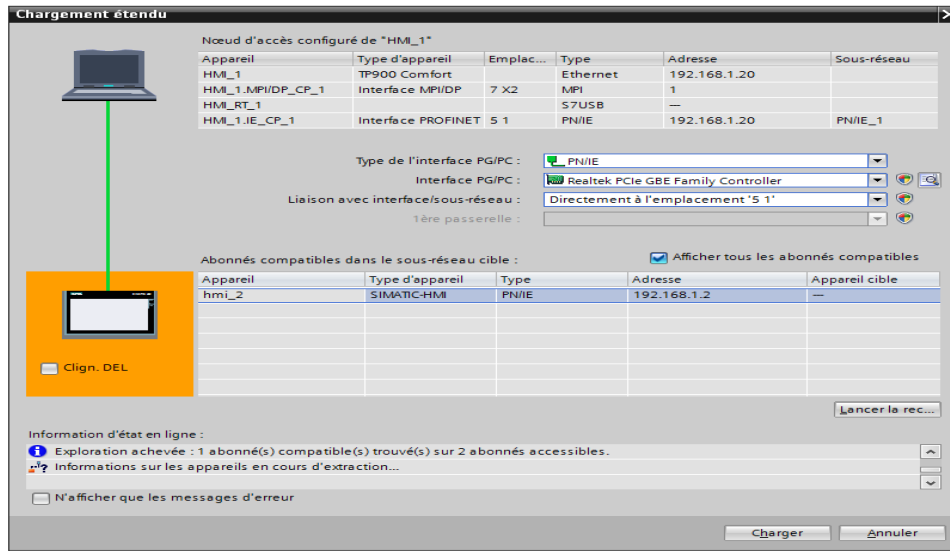 Chargement étendu
Nœud d'accès configuré de "HMI_1"
Appareil Type d'appareil Emplac... Type Adresse Sous-réseau
HMI_1 TP900 Comfort Ethernet 192.168.1.20
HMI_1.MPI/DP_CP_1 Interface MPI/DP 7 X2 MPI 1
HMI_RT_1 S7USB —
HMI_1.IE_CP_1 Interface PROFINET 5 1 PN/IE 192.168.1.20 PN/IE_1
Type de l'interface PG/PC : PN/IE
Interface PG/PC : Realtek PCIe GBE Family Controller
Liaison avec interface/sous-réseau : Directement à l'emplacement '5 1'
1ère passerelle :
Abonnés compatibles dans le sous-réseau cible : Afficher tous les abonnés compatibles
Appareil Type d'appareil Type Adresse Appareil cible
hmi_2 SIMATIC-HMI PN/IE 192.168.1.2 —
Clign. DEL
Lancer la rec...
Information d'état en ligne :
Exploration achevée : 1 abonné(s) compatible(s) trouvé(s) sur 2 abonnés accessibles.
Informations sur les appareils en cours d'extraction...
N'afficher que les messages d'erreur
Charger Annuler